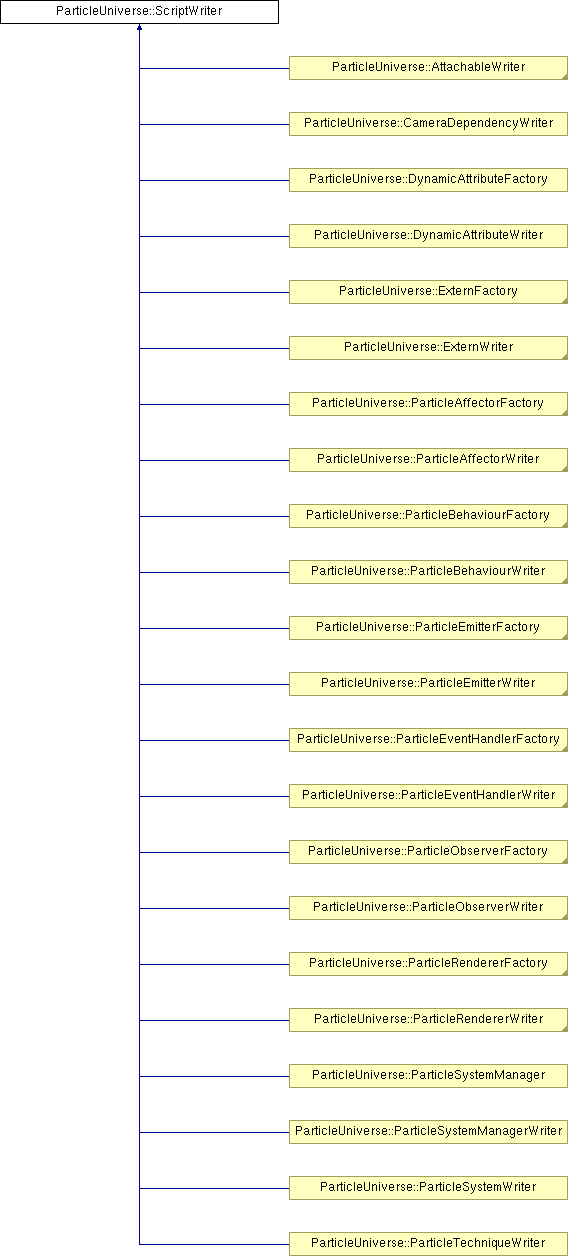 ParticleUniverse::ScriptWriter
ParticleUniverse::AttachableWriter
ParticleUniverse::CameraDependencyWriter
ParticleUniverse::DynamicAttributeFactory
ParticleUniverse::DynamicAttributeWriter
ParticleUniverse::ExternFactory
ParticleUniverse::ExternWriter
ParticleUniverse::ParticleAffectorFactory
ParticleUniverse::ParticleAffectorWriter
ParticleUniverse::ParticleBehaviourFactory
ParticleUniverse::ParticleBehaviourWriter
ParticleUniverse::ParticleEmitterFactory
ParticleUniverse::ParticleEmitterWriter
ParticleUniverse::ParticleEventHandlerFactory
ParticleUniverse::ParticleEventHandlerWriter
ParticleUniverse::ParticleObserverFactory
ParticleUniverse::ParticleObserverWriter
ParticleUniverse::ParticleRendererFactory
ParticleUniverse::ParticleRendererWriter
ParticleUniverse::ParticleSystemManager
ParticleUniverse::ParticleSystemManagerWriter
ParticleUniverse::ParticleSystemWriter
ParticleUniverse::ParticleTechniqueWriter